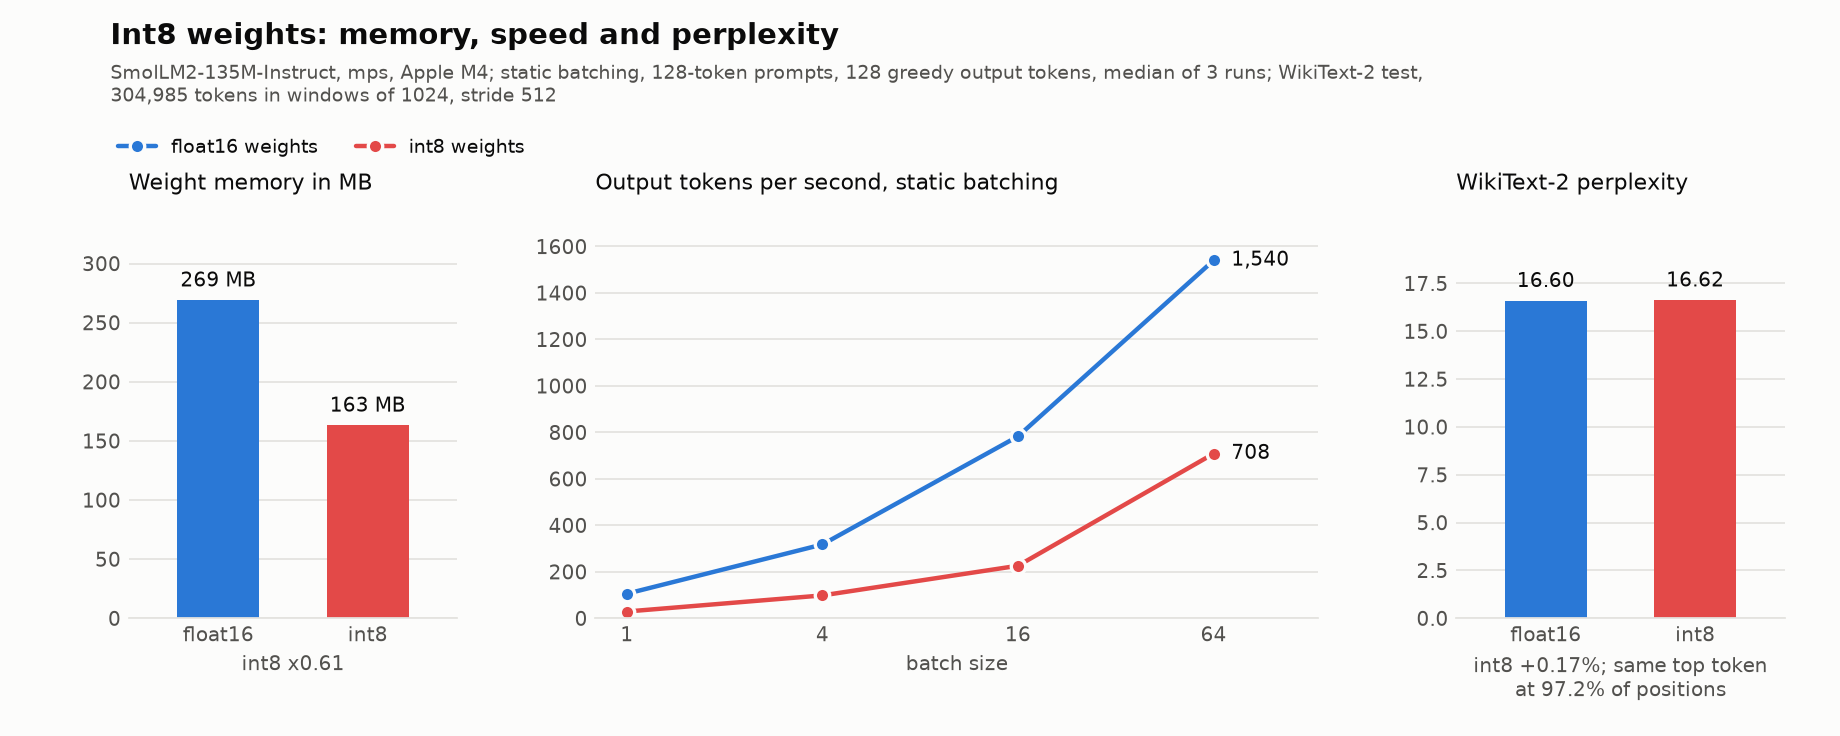 Int8 weights: memory, speed and perplexity
SmolLM2-135M-Instruct, mps, Apple M4; static batching, 128-token prompts, 128 greedy output tokens, median of 3 runs; WikiText-2 test,
304,985 tokens in windows of 1024, stride 512
float16 weights
int8 weights
Weight memory in MB
300
250
200
150
100
50
0
269 MB
163 MB
float16
int8
int8 x0.61
Output tokens per second, static batching
1600
1400
1200
1000
800
600
400
200
0
1,540
708
1
4
16
64
batch size
WikiText-2 perplexity
17.5
15.0
12.5
10.0
7.5
5.0
2.5
0.0
16.60
16.62
float16
int8
int8 +0.17%; same top token
at 97.2% of positions